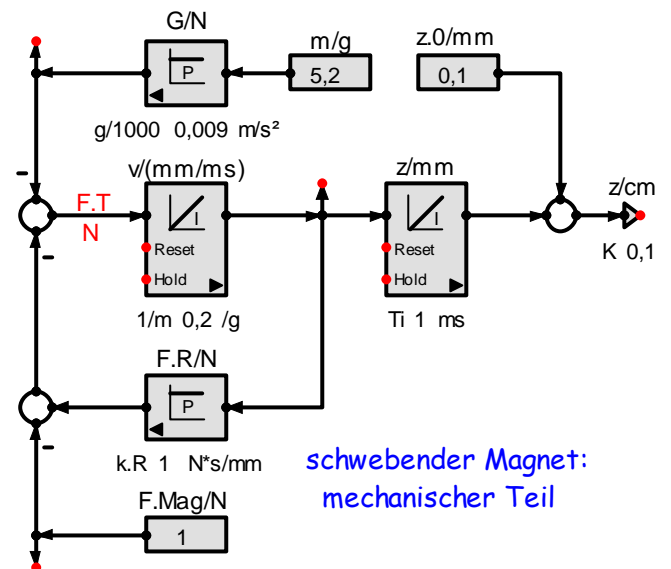 G/N
m/g
z.0/mm
P
5,2
0,1
g/1000 0,009 m/s²
v/(mm/ms)
z/mm
z/cm
F.T
N
I
Reset
Hold
I
Reset
Hold
K 0,1
1/m 0,2 /g
Ti 1 ms
F.R/N
P
k.R 1 N*s/mm
schwebender Magnet:
mechanischer Teil
F.Mag/N
1